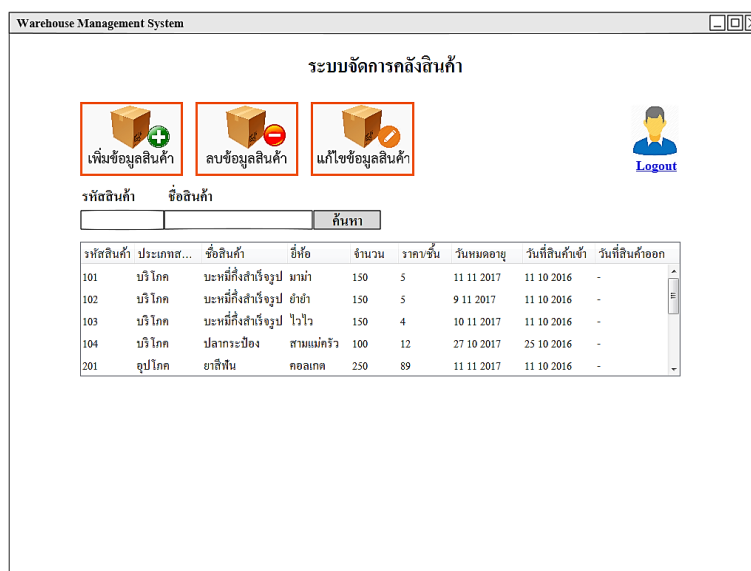 Warehouse Management System
ระบบจัดการคลังสินค้า
เพิ่มข้อมูลสินค้า ลบข้อมูลสินค้า แก้ไขข้อมูลสินค้า
Logout
รหัสสินค้า ชื่อสินค้า
ค้นหา
รหัสสินค้า ประเภทส... ชื่อสินค้า ยี่ห้อ จำนวน ราคา/ชิ้น วันหมดอายุ วันที่สินค้าเข้า วันที่สินค้าออก
101 บริโภค บะหมี่กึ่งสำเร็จรูป มาม่า 150 5 11 11 2017 11 10 2016 -
102 บริโภค บะหมี่กึ่งสำเร็จรูป ยำยำ 150 5 9 11 2017 11 10 2016 -
103 บริโภค บะหมี่กึ่งสำเร็จรูป ไวไว 150 4 10 11 2017 11 10 2016 -
104 บริโภค ปลากระป๋อง สามแม่ครัว 100 12 27 10 2017 25 10 2016 -
201 อุปโภค ยาสีฟัน คอลเกต 250 89 11 11 2017 11 10 2016 -